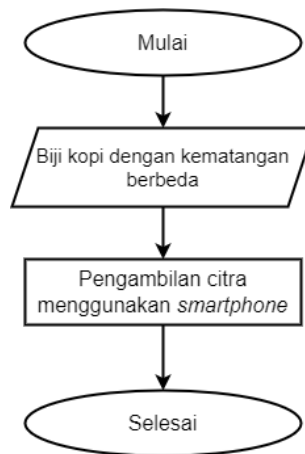 Mulai
Biji kopi dengan kematangan
berbeda
Pengambilan citra
menggunakan smartphone
Selesai